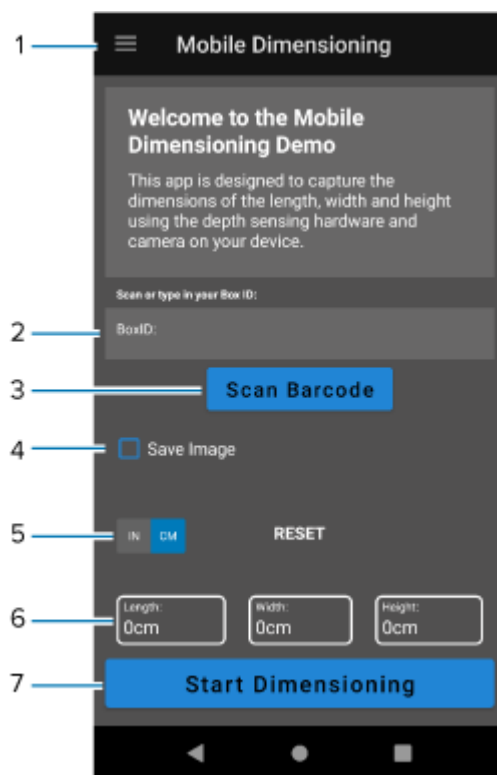 1
Mobile Dimensioning
Welcome to the Mobile
Dimensioning Demo
This app is designed to capture the
dimensions of the length, width and height
using the depth sensing hardware and
camera on your device.
Scan or type in your Box ID:
2
BoxID:
3
Scan Barcode
4
Save Image
5
IN CM
RESET
6
Length:
0cm
Width:
0cm
Height:
0cm
7
Start Dimensioning